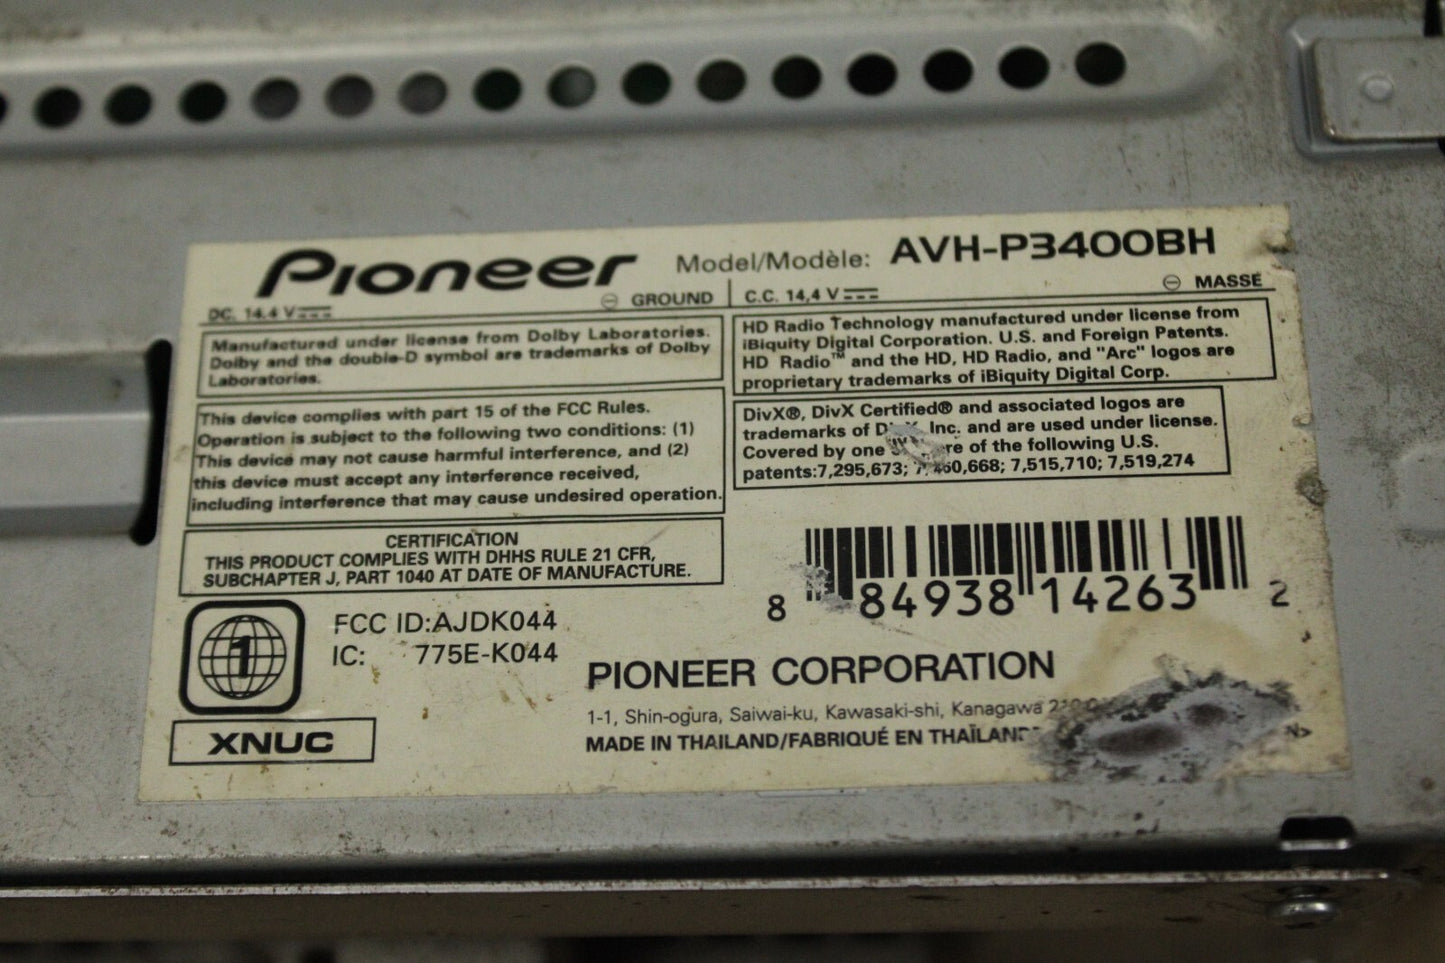 Pioneer Model/Modèle: AVH-P3400BH
DC. 14.4 V ⊖ GROUND
C.C. 14,4 V ⊖ MASSE
Manufactured under license from Dolby Laboratories.
Dolby and the double-D symbol are trademarks of Dolby
Laboratories.
HD Radio Technology manufactured under license from
iBiquity Digital Corporation. U.S. and Foreign Patents.
HD Radio™ and the HD, HD Radio, and "Arc" logos are
proprietary trademarks of iBiquity Digital Corp.
This device complies with part 15 of the FCC Rules.
Operation is subject to the following two conditions: (1)
This device may not cause harmful interference, and (2)
this device must accept any interference received,
including interference that may cause undesired operation.
DivX®, DivX Certified® and associated logos are
trademarks of Inc. and are used under license.
Covered by one of the following U.S.
patents:7,295,673; 7,515,710; 7,519,274
CERTIFICATION
THIS PRODUCT COMPLIES WITH DHHS RULE 21 CFR,
SUBCHAPTER J, PART 1040 AT DATE OF MANUFACTURE.
8 84938 14263 2
1
FCC ID:AJDK044
IC: 775E-K044
XNUC
PIONEER CORPORATION
1-1, Shin-ogura, Saiwai-ku, Kawasaki-shi, Kanagawa
MADE IN THAILAND/FABRIQUÉ EN